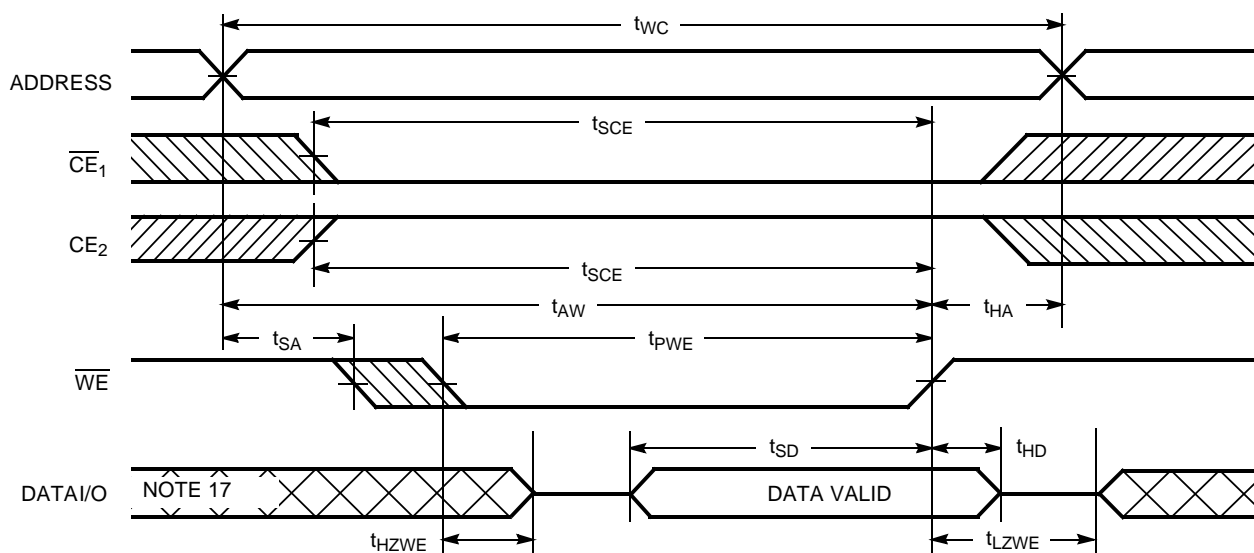 tWC
ADDRESS
tSCE
CE1
CE2
tSCE
tAW
tHA
tSA
tPWE
WE
tSD
tHD
DATAI/O
NOTE 17
DATA VALID
tHZWE
tLZWE